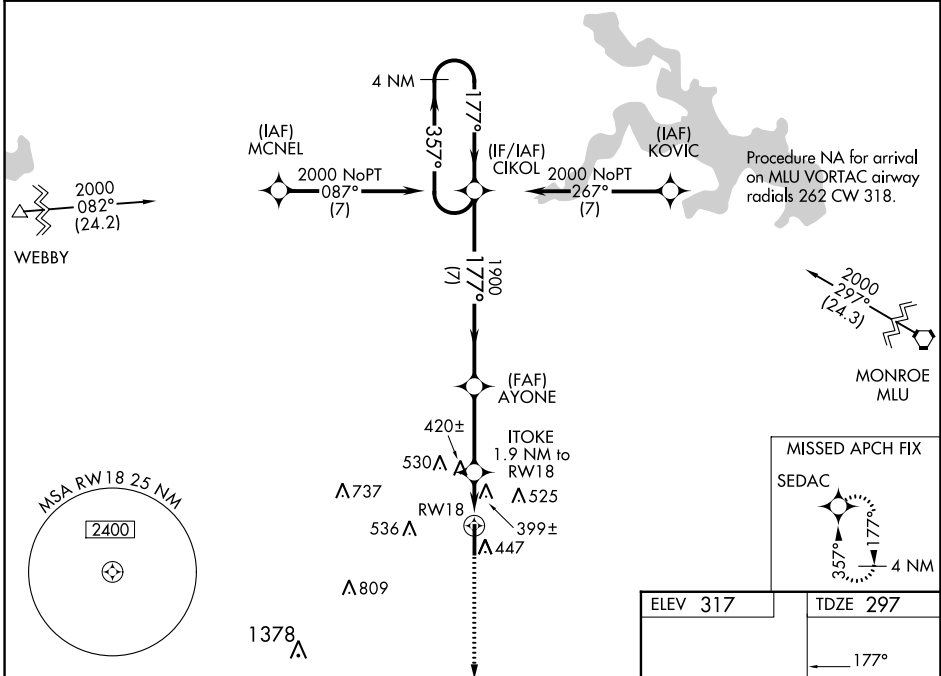 4 NM
177°
357°
(IAF)
MCNEL
2000 NoPT
087°
(7)
(IF/IAF)
CIKOL
2000 NoPT
267°
(7)
(IAF)
KOVIC
Procedure NA for arrival
on MLU VORTAC airway
radials 262 CW 318.
2000
082°
(24.2)
WEBBY
1900
177°
(7)
2000
297°
(24.3)
MONROE
MLU
(FAF)
AYONE
420±
ITOKE
1.9 NM to
RW18
530
737
525
RW18
536
399±
447
809
1378
MSA RW18 25 NM
2400
MISSED APCH FIX
SEDAC
357°
177°
4 NM
ELEV 317
TDZE 297
177°